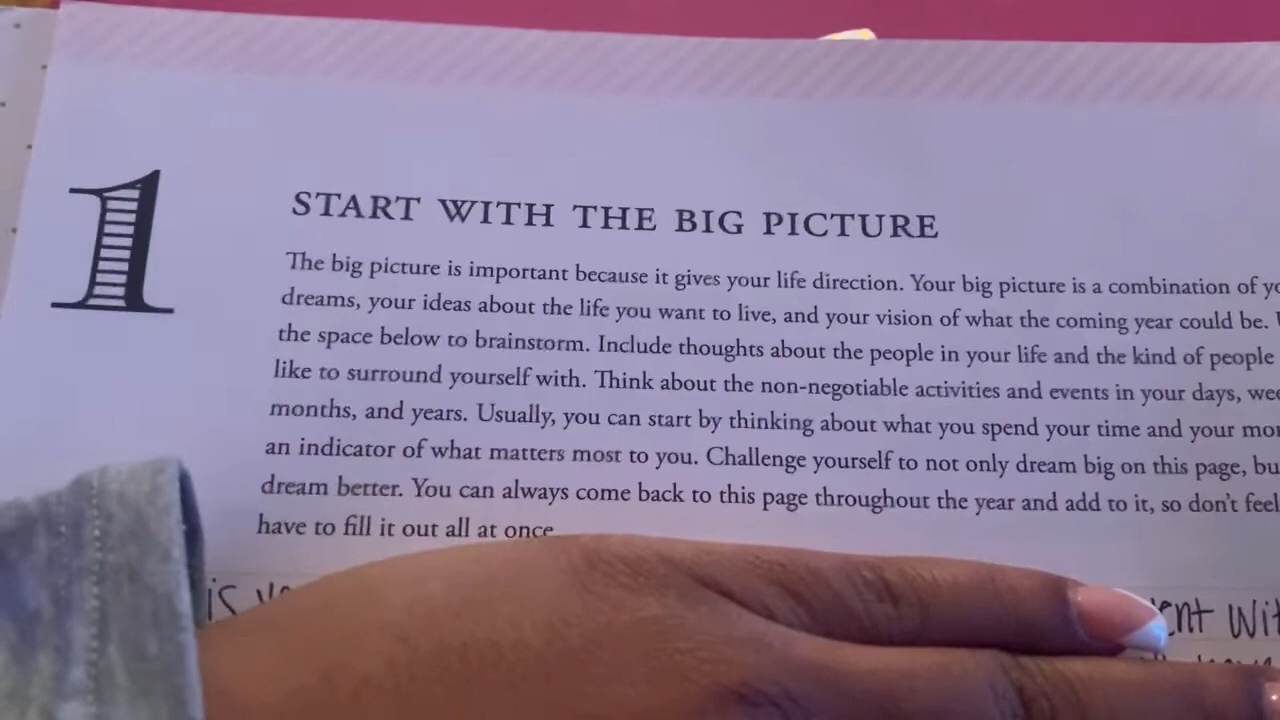 1
START WITH THE BIG PICTURE
The big picture is important because it gives your life direction. Your big picture is a combination of
dreams, your ideas about the life you want to live, and your vision of what the coming year could be.
the space below to brainstorm. Include thoughts about the people in your life and the kind of people
like to surround yourself with. Think about the non-negotiable activities and events in your days,
months, and years. Usually, you can start by thinking about what you spend your time and your
an indicator of what matters most to you. Challenge yourself to not only dream big on this page,
dream better. You can always come back to this page throughout the year and add to it, so don't feel
have to fill it out all at once
is